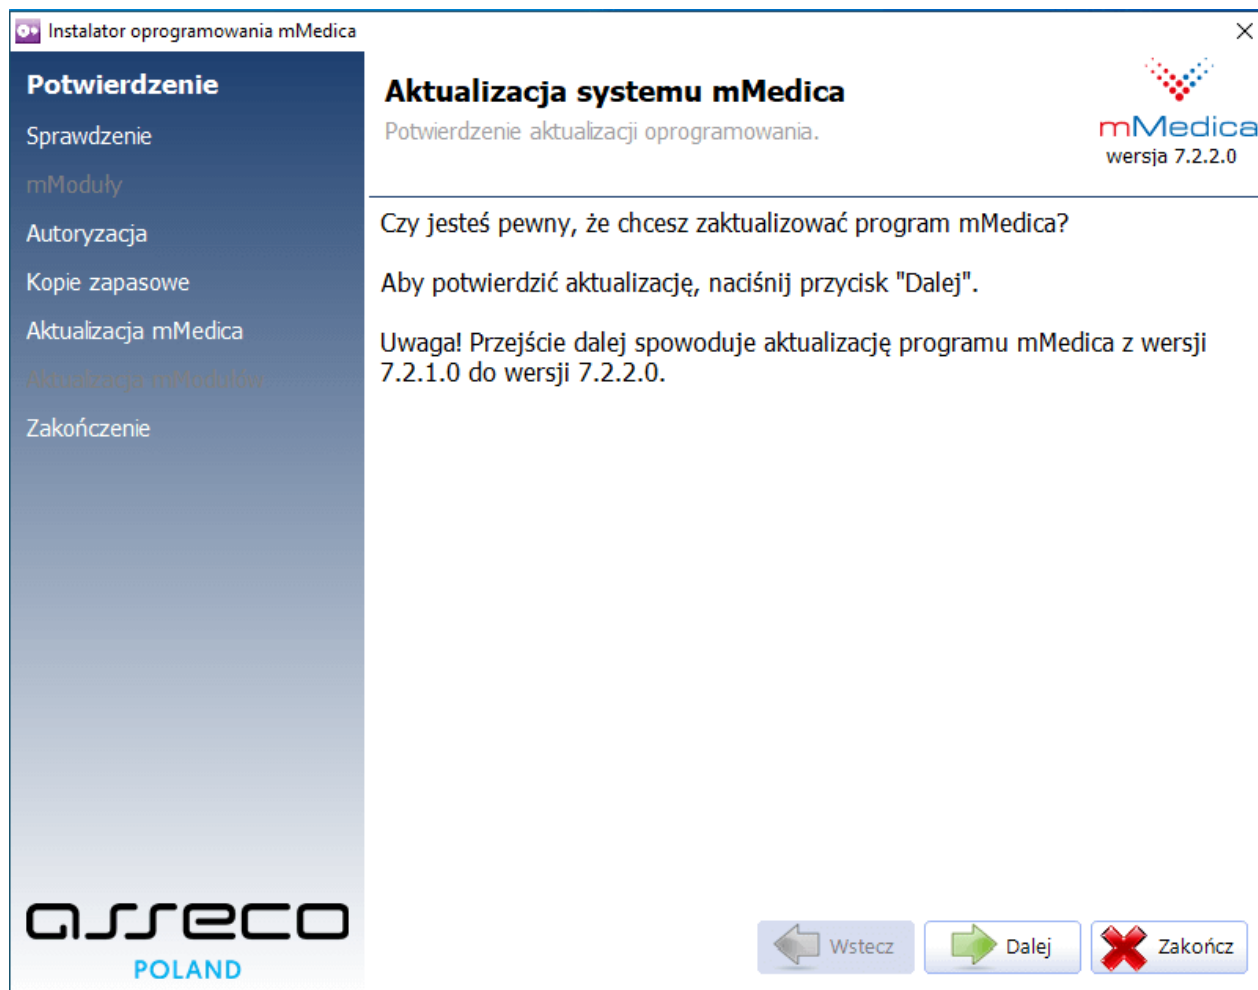 Instalator oprogramowania mMedica
Potwierdzenie
Sprawdzenie
mModuły
Autoryzacja
Kopie zapasowe
Aktualizacja mMedica
Aktualizacja mModułów
Zakończenie
asseco
POLAND
Aktualizacja systemu mMedica
Potwierdzenie aktualizacji oprogramowania.
mMedica
wersja 7.2.2.0
Czy jesteś pewny, że chcesz zaktualizować program mMedica?
Aby potwierdzić aktualizację, naciśnij przycisk "Dalej".
Uwaga! Przejście dalej spowoduje aktualizację programu mMedica z wersji
7.2.1.0 do wersji 7.2.2.0.
Wstecz
Dalej
Zakończ